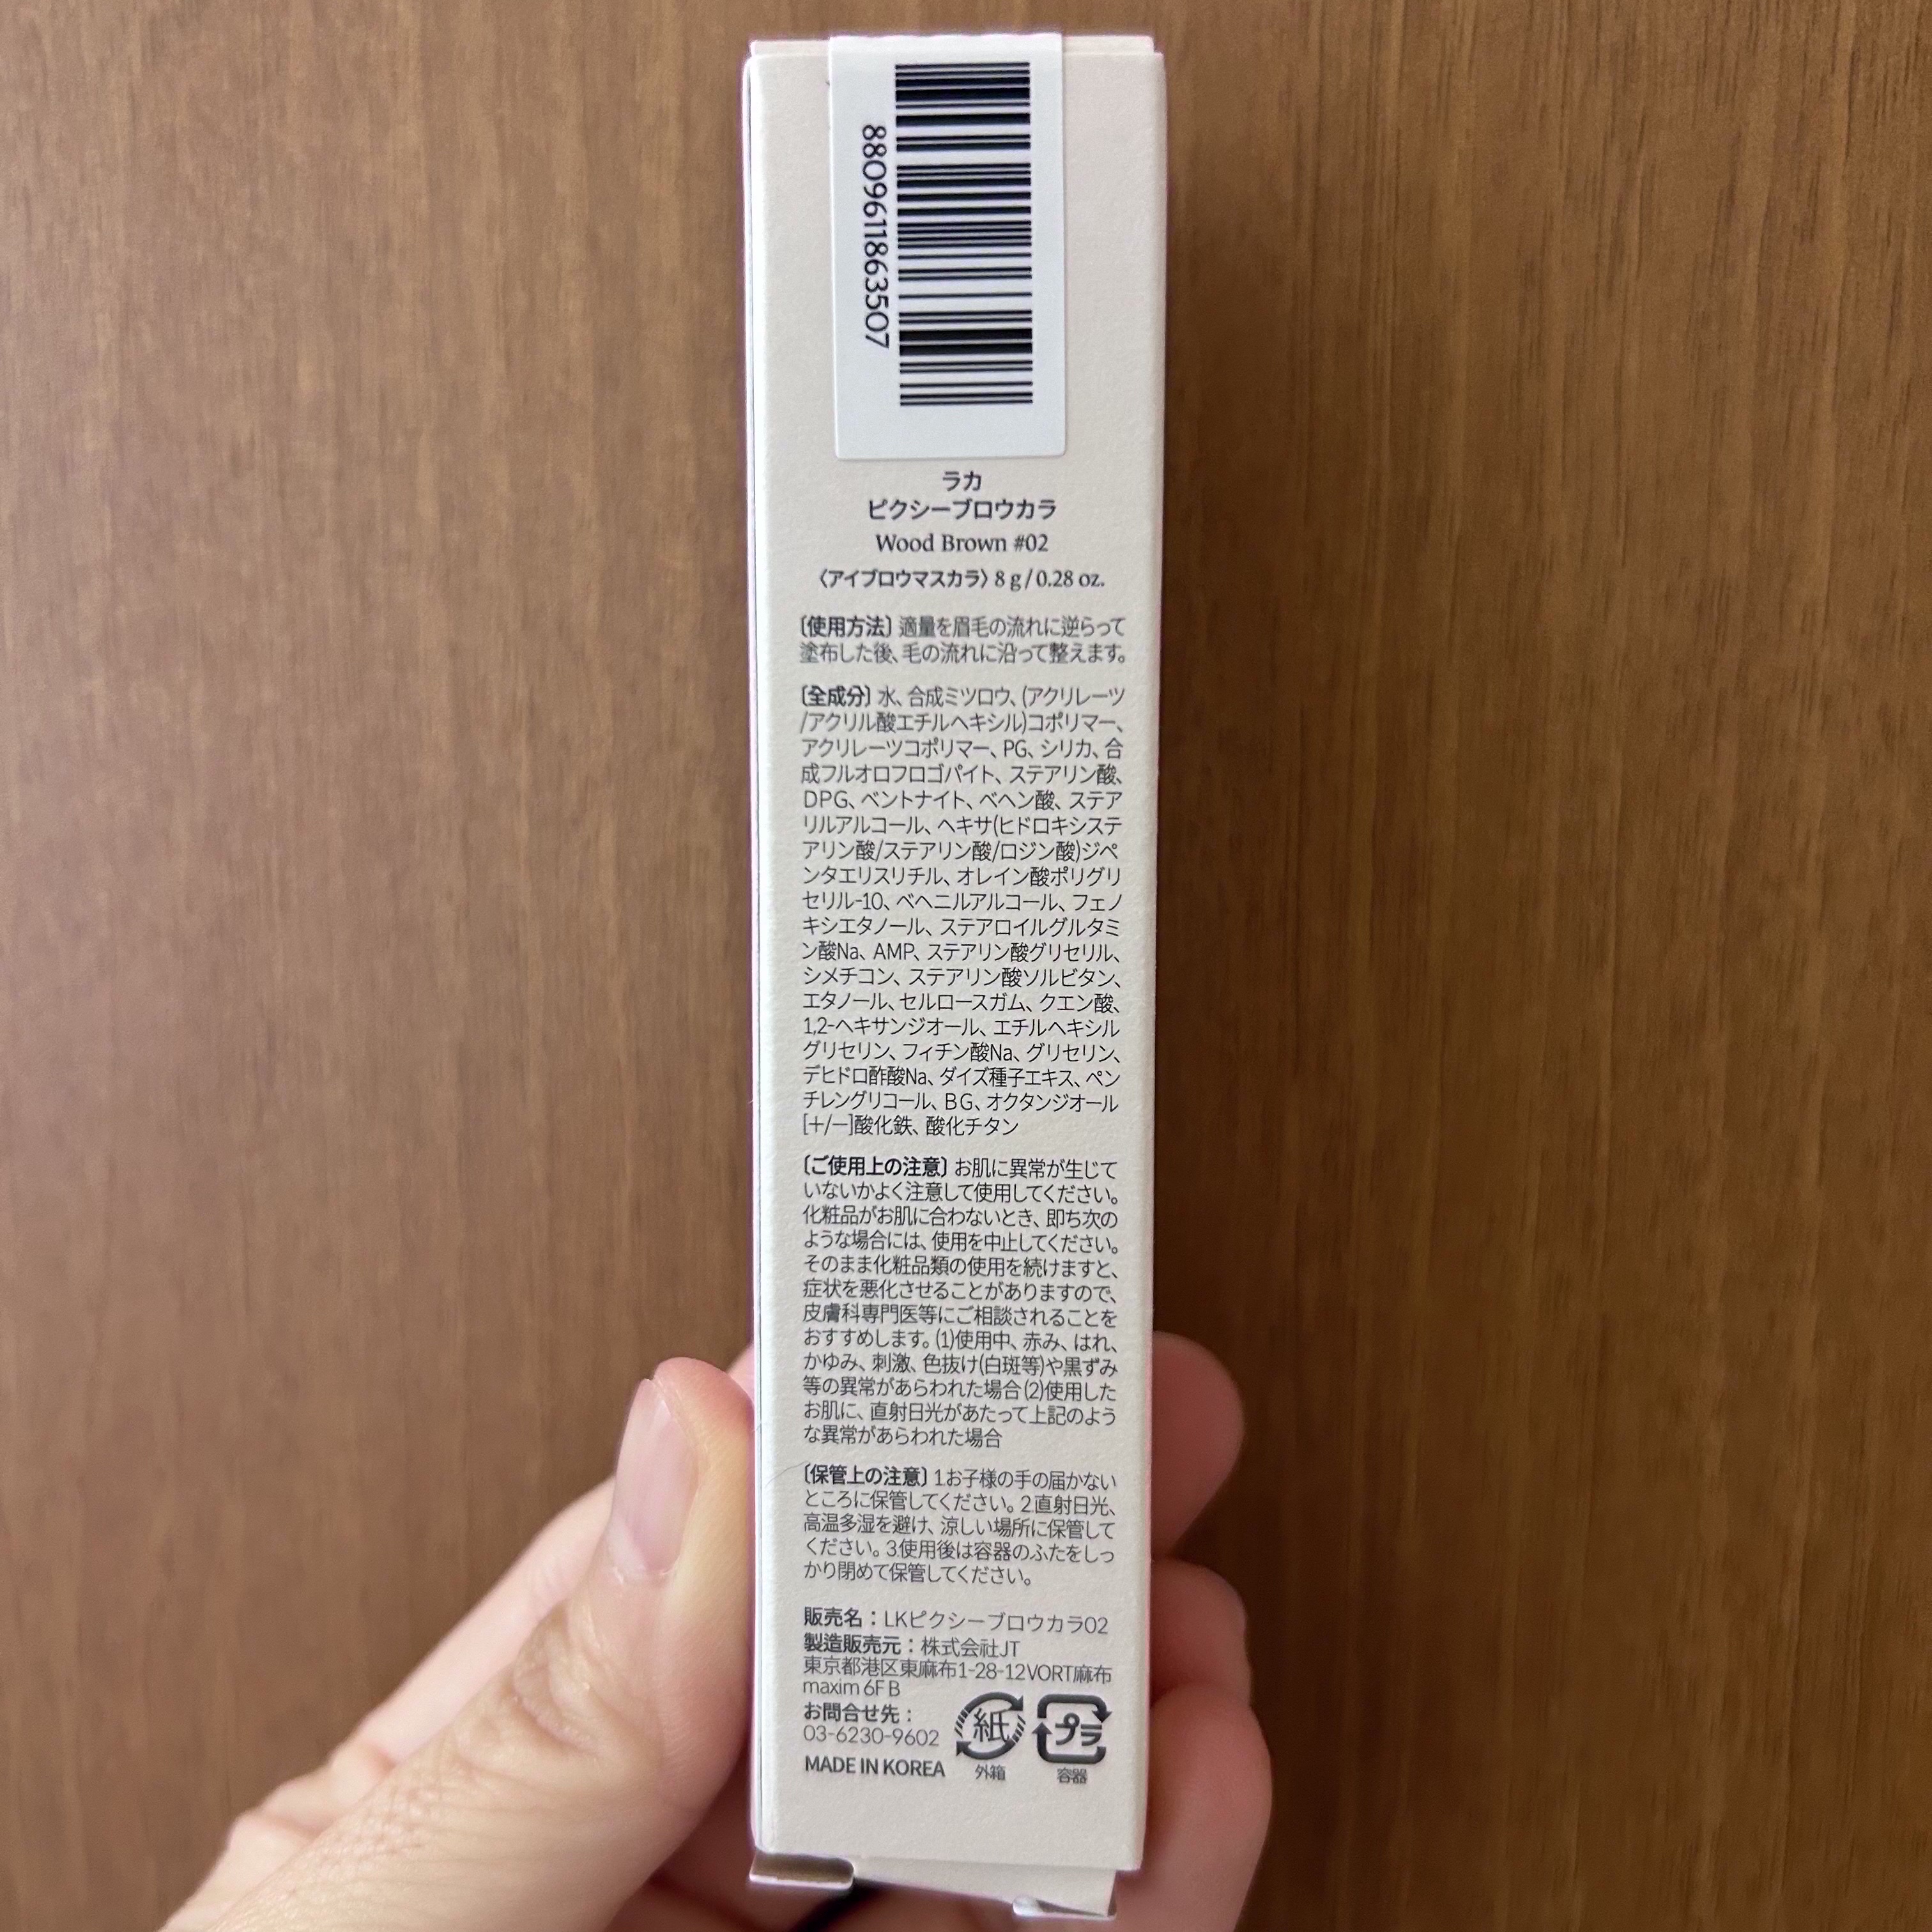 8809611863507
ラカ
ピクシーブロウカラ
Wood Brown #02
〈アイブロウマスカラ〉8 g / 0.28 oz.
〔使用方法〕適量を眉毛の流れに逆らって
塗布した後、毛の流れに沿って整えます。
〔全成分〕水、合成ミツロウ、(アクリレーツ
/アクリル酸エチルヘキシル)コポリマー、
アクリレーツコポリマー、PG、シリカ、合
成フルオロフロゴパイト、ステアリン酸、
DPG、ベントナイト、ベヘン酸、ステア
リルアルコール、ヘキサ(ヒドロキシステ
アリン酸/ステアリン酸/ロジン酸)ジペ
ンタエリスリチル、オレイン酸ポリグリ
セリル-10、ベヘニルアルコール、フェノ
キシエタノール、ステアロイルグルタミ
ン酸Na、AMP、ステアリン酸グリセリル、
シメチコン、ステアリン酸ソルビタン、
エタノール、セルロースガム、クエン酸、
1,2-ヘキサンジオール、エチルヘキシル
グリセリン、フィチン酸Na、グリセリン、
デヒドロ酢酸Na、ダイズ種子エキス、ペン
チレングリコール、BG、オクタンジオール
[+/ー]酸化鉄、酸化チタン
〔ご使用上の注意〕お肌に異常が生じて
いないかよく注意して使用してください。
化粧品がお肌に合わないとき、即ち次の
ような場合には、使用を中止してください。
そのまま化粧品類の使用を続けますと、
症状を悪化させることがありますので、
皮膚科専門医等にご相談されることを
おすすめします。(1)使用中、赤み、はれ、
かゆみ、刺激、色抜け(白斑等)や黒ずみ
等の異常があらわれた場合(2)使用した
お肌に、直射日光があたって上記のよう
な異常があらわれた場合
〔保管上の注意〕1.お子様の手の届かない
ところに保管してください。2.直射日光、
高温多湿を避け、涼しい場所に保管して
ください。3.使用後は容器のふたをしっ
かり閉めて保管してください。
販売名：LKピクシーブロウカラ02
製造販売元：株式会社JT
東京都港区東麻布1-28-12VORT麻布
maxim 6F B
お問合せ先：
03-6230-9602
MADE IN KOREA
紙
外箱
プラ
容器